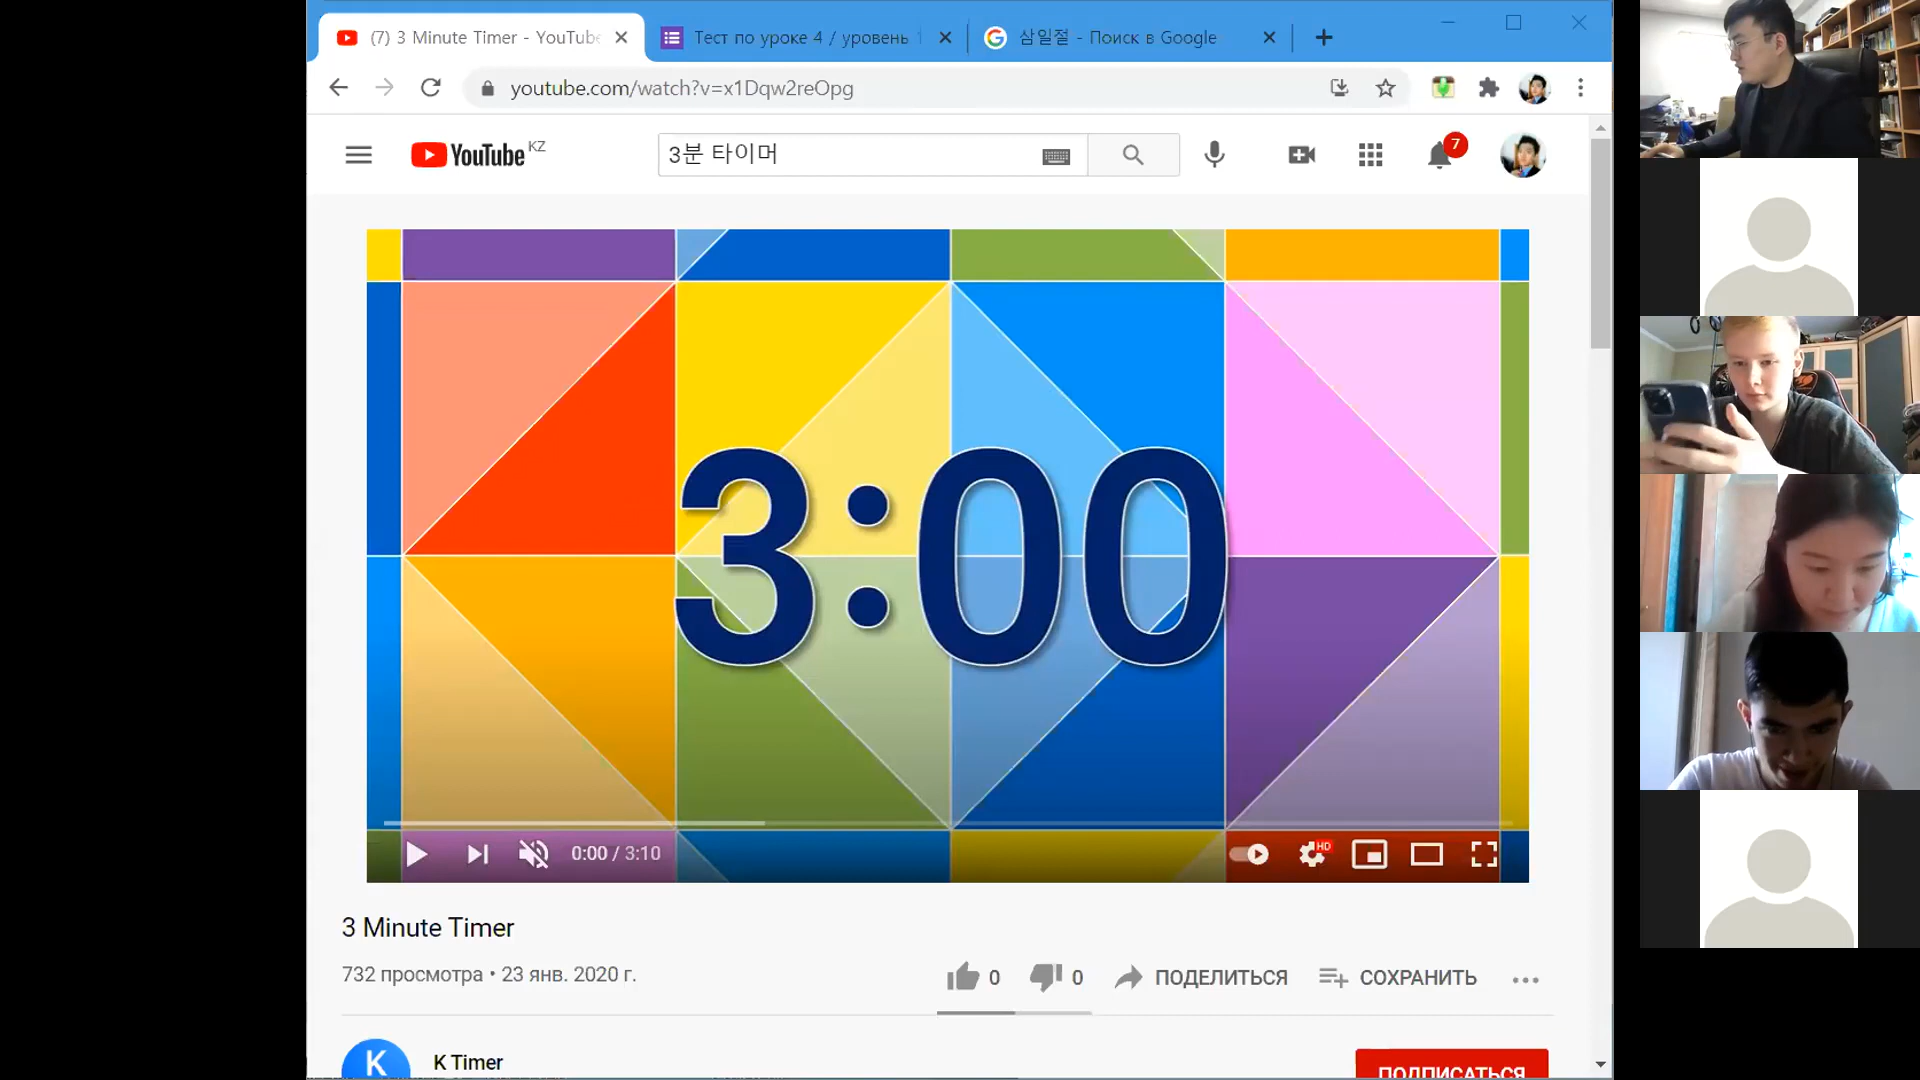 (7) 3 Minute Timer - YouTube
Тест по уроке 4 / уровень 1
삼일절 - Поиск в Google
youtube.com/watch?v=x1Dqw2reOpg
YouTube KZ
3분 타이머
7
3:00
0:00 / 3:10
HD
3 Minute Timer
732 просмотра • 23 янв. 2020 г.
0
0
ПОДЕЛИТЬСЯ
СОХРАНИТЬ
K
K Timer
ПОДПИСАТЬСЯ